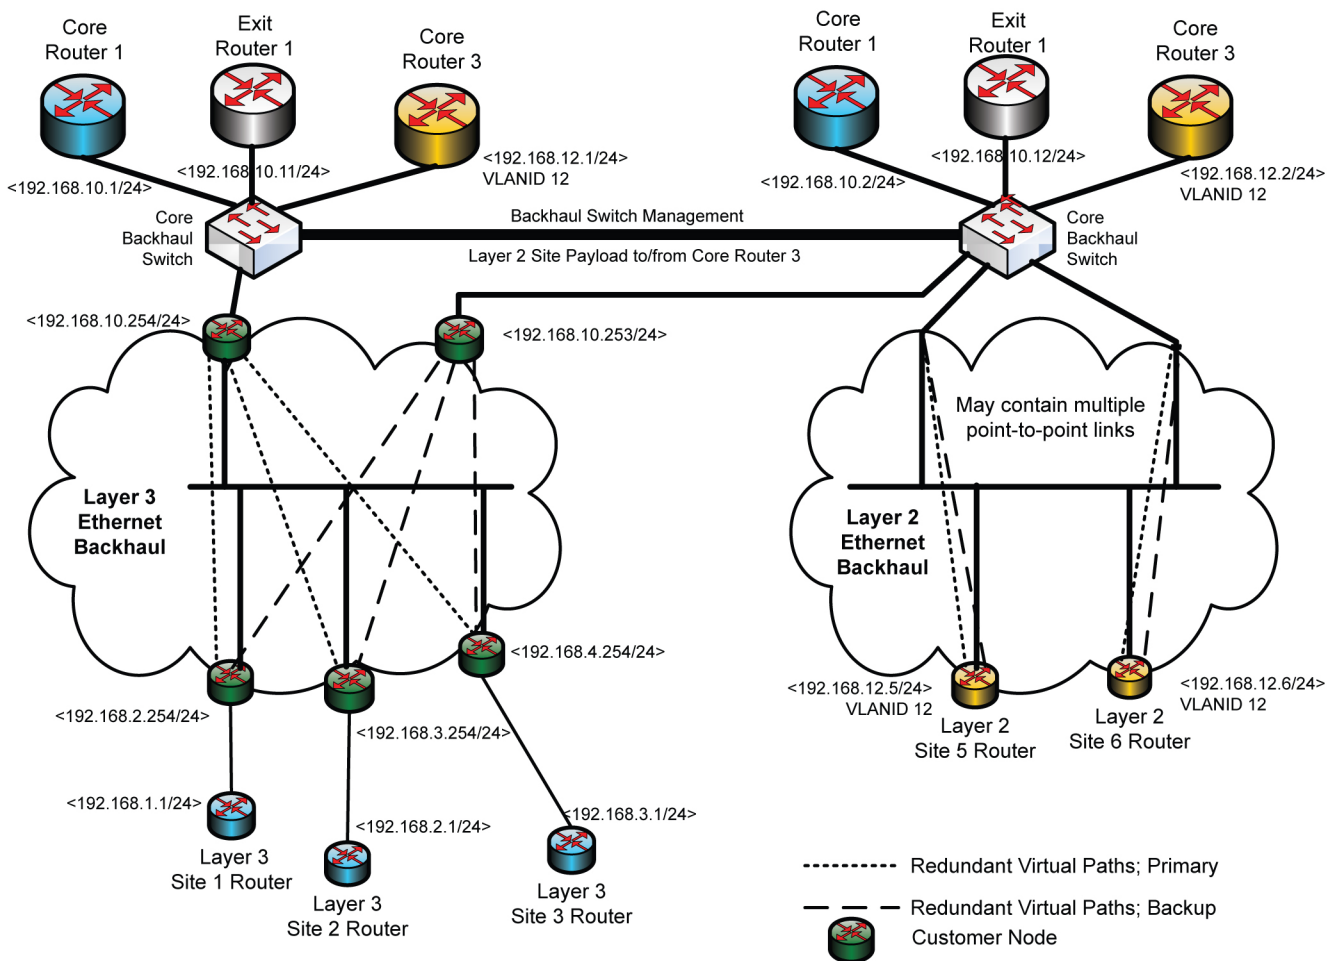 Core
Router 1
Exit
Router 1
Core
Router 3
Core
Router 1
Exit
Router 1
Core
Router 3
<192.168.10.1/24>
<192.168.10.11/24>
<192.168.12.1/24>
VLANID 12
<192.168.10.2/24>
<192.168.10.12/24>
<192.168.12.2/24>
VLANID 12
Core
Backhaul
Switch
Backhaul Switch Management
Layer 2 Site Payload to/from Core Router 3
Core
Backhaul
Switch
<192.168.10.254/24>
<192.168.10.253/24>
May contain multiple
point-to-point links
Layer 3
Ethernet
Backhaul
Layer 2
Ethernet
Backhaul
<192.168.2.254/24>
<192.168.3.254/24>
<192.168.4.254/24>
<192.168.12.5/24>
VLANID 12
<192.168.12.6/24>
VLANID 12
Layer 2
Site 5 Router
Layer 2
Site 6 Router
<192.168.1.1/24>
<192.168.2.1/24>
<192.168.3.1/24>
Layer 3
Site 1 Router
Layer 3
Site 2 Router
Layer 3
Site 3 Router
Redundant Virtual Paths; Primary
Redundant Virtual Paths; Backup
Customer Node